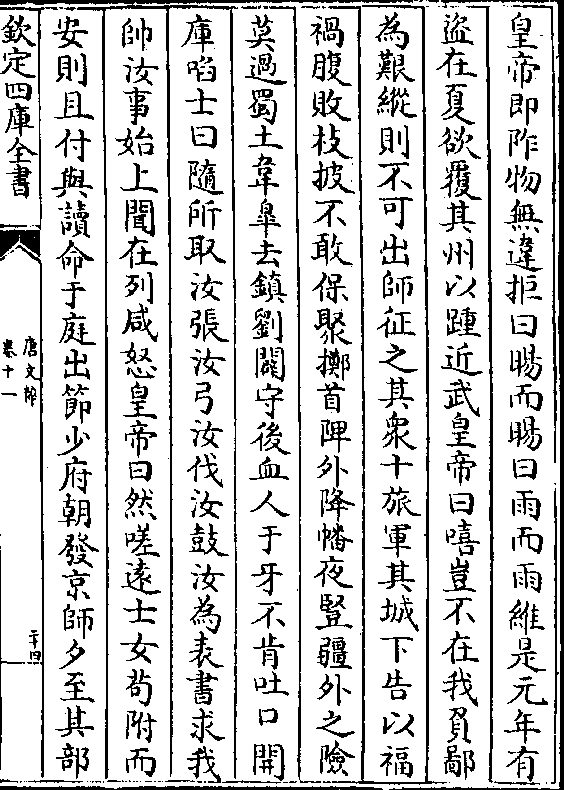 皇帝即阼物無違拒曰暘而暘曰雨而雨維是元年有
盜在夏欲覆其州以踵近武皇帝曰嘻豈不在我負鄙
為艱縱則不可出師征之其衆十旅軍其城下告以福
禍腹敗枝披不敢保聚擲首陴外降幡夜豎疆外之險
莫過蜀土韋皋去鎮劉闢守後血人于牙不肯吐口開
庫啗士曰隨所取汝張汝弓汝伐汝鼓汝為表書求我
帥汝事始上聞在列咸怒皇帝曰然嗟遠士女苟附而
安則且付與讀命于庭出節少府朝發京師夕至其部
欽定四庫全書
唐文粹
卷十一
二十四